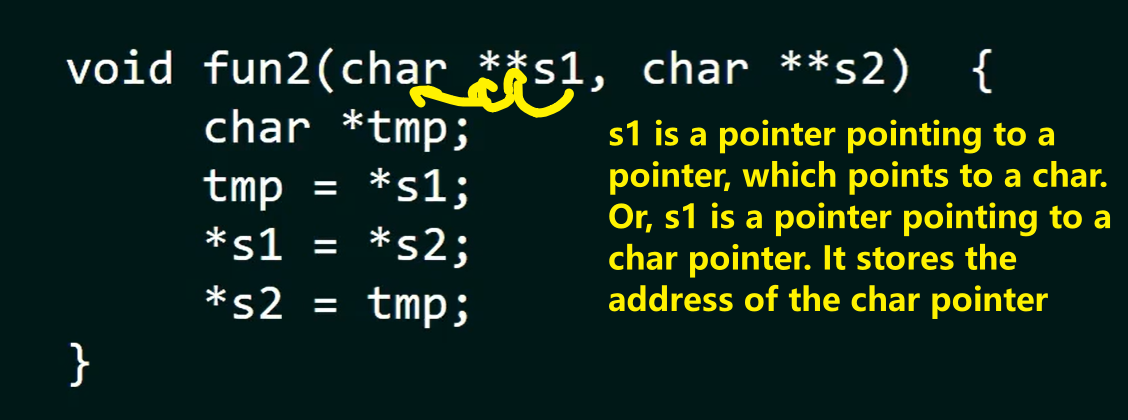 void fun2(char **s1, char **s2)  {
char *tmp;
tmp = *s1;
*s1 = *s2;
*s2 = tmp;
}
s1 is a pointer pointing to a
pointer, which points to a char.
Or, s1 is a pointer pointing to a
char pointer. It stores the
address of the char pointer